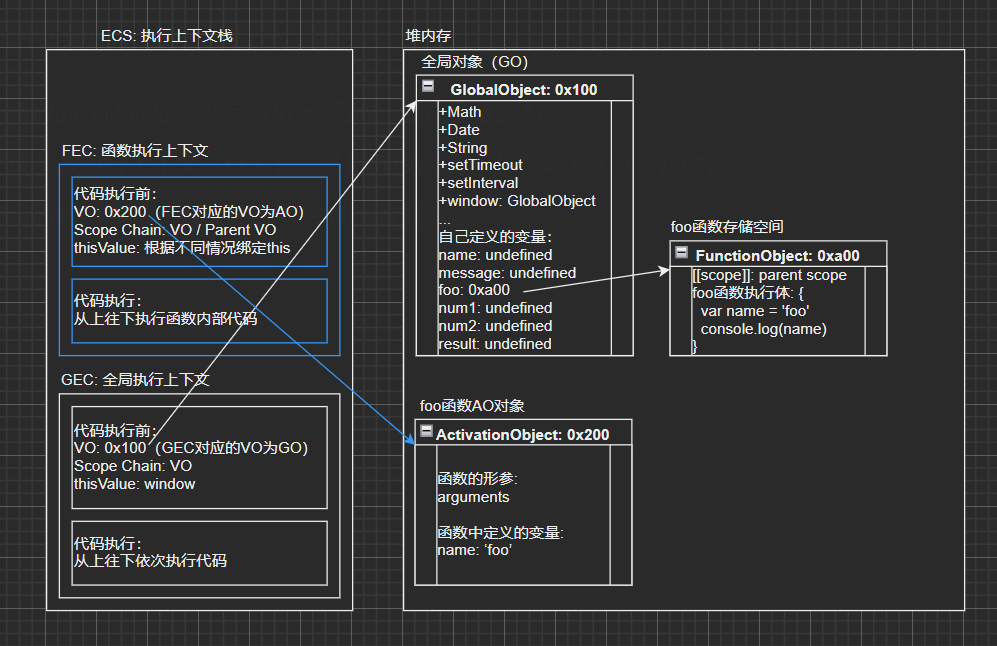 ECS: 执行上下文栈
FEC: 函数执行上下文
代码执行前:
VO: 0x200（FEC对应的VO为AO）
Scope Chain: VO / Parent VO
thisValue: 根据不同情况绑定this
代码执行:
从上往下执行函数内部代码
GEC: 全局执行上下文
代码执行前:
VO: 0x100（GEC对应的VO为GO）
Scope Chain: VO
thisValue: window
代码执行:
从上往下依次执行代码
堆内存
全局对象（GO）
GlobalObject: 0x100
+Math
+Date
+String
+setTimeout
+setInterval
+window: GlobalObject
...
自己定义的变量:
name: undefined
message: undefined
foo: 0xa00
num1: undefined
num2: undefined
result: undefined
foo函数存储空间
FunctionObject: 0xa00
[[scope]]: parent scope
foo函数执行体: {
var name = 'foo'
console.log(name)
}
foo函数AO对象
ActivationObject: 0x200
函数的形参:
arguments
函数中定义的变量:
name: ‘foo’